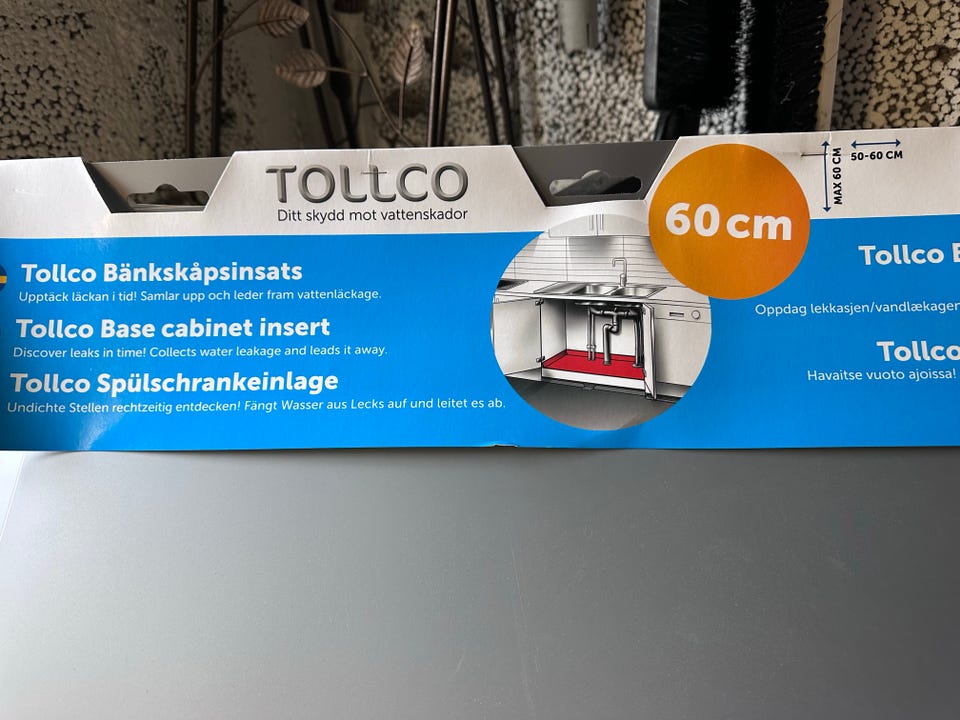 TOLLCO
Ditt skydd mot vattenskador
60 cm
MAX 60 CM
50-60 CM
Tollco Bänkskåpsinsats
Upptäck läckan i tid! Samlar upp och leder fram vattenläckage.
Tollco Base cabinet insert
Discover leaks in time! Collects water leakage and leads it away.
Tollco Spülschrankeinlage
Undichte Stellen rechtzeitig entdecken! Fängt Wasser aus Lecks auf und leitet es ab.
Tollco
Oppdag lekkasjen/vandlækagen
Tollco
Havaitse vuoto ajoissa!